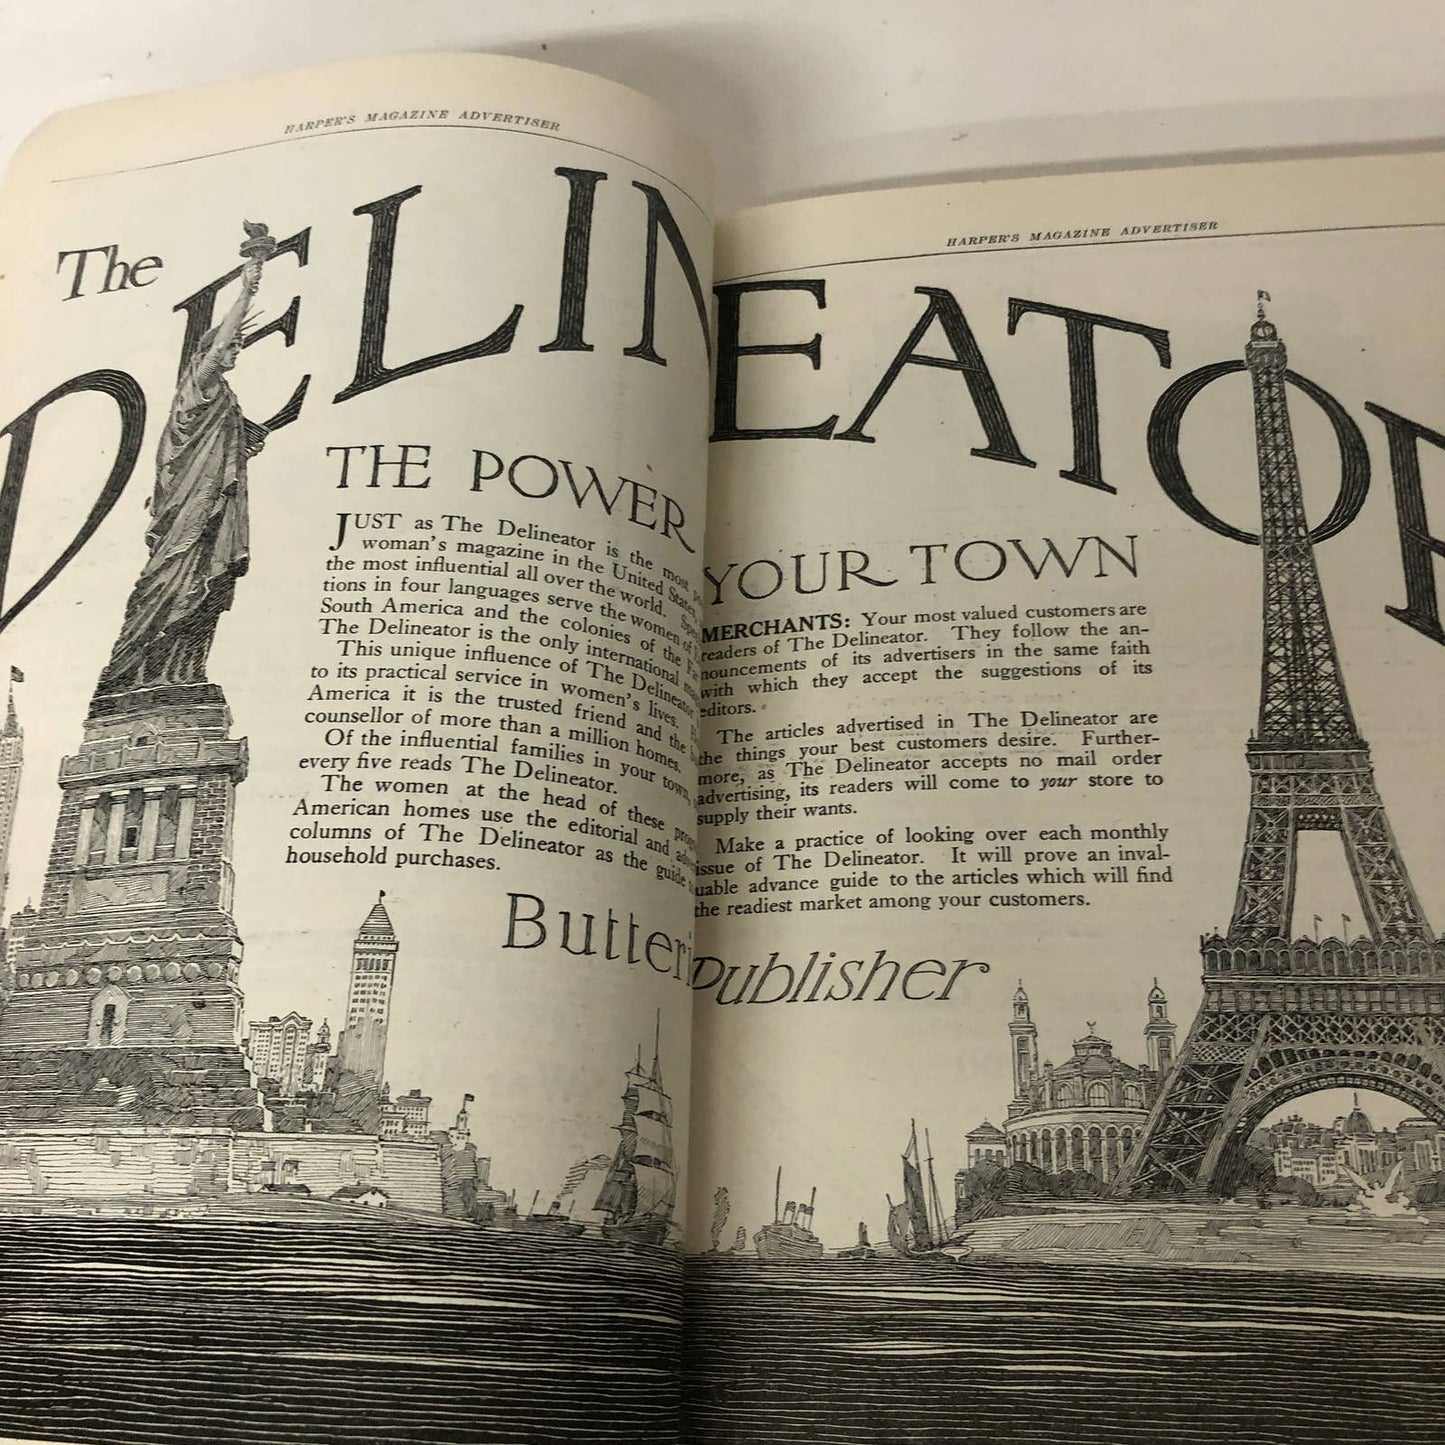 HARPER'S MAGAZINE ADVERTISER
HARPER'S MAGAZINE ADVERTISER
The
DELINEATOR
THE POWER
JUST as The Delineator is the most
woman's magazine in the United States,
the most influential all over the world.
tions in four languages serve the women of
South America and the colonies of the
The Delineator is the only international
This unique influence of The Delineator
to its practical service in women's lives.
America it is the trusted friend and the
counsellor of more than a million homes.
Of the influential families in your town,
every five reads The Delineator.
The women at the head of these
American homes use the editorial and
columns of The Delineator as the guide
household purchases.
Butteri
YOUR TOWN
MERCHANTS: Your most valued customers are
readers of The Delineator. They follow the an-
nouncements of its advertisers in the same faith
with which they accept the suggestions of its
editors.
The articles advertised in The Delineator are
the things your best customers desire. Further-
more, as The Delineator accepts no mail order
advertising, its readers will come to your store to
supply their wants.
Make a practice of looking over each monthly
issue of The Delineator. It will prove an inval-
uable advance guide to the articles which will find
the readiest market among your customers.
Publisher